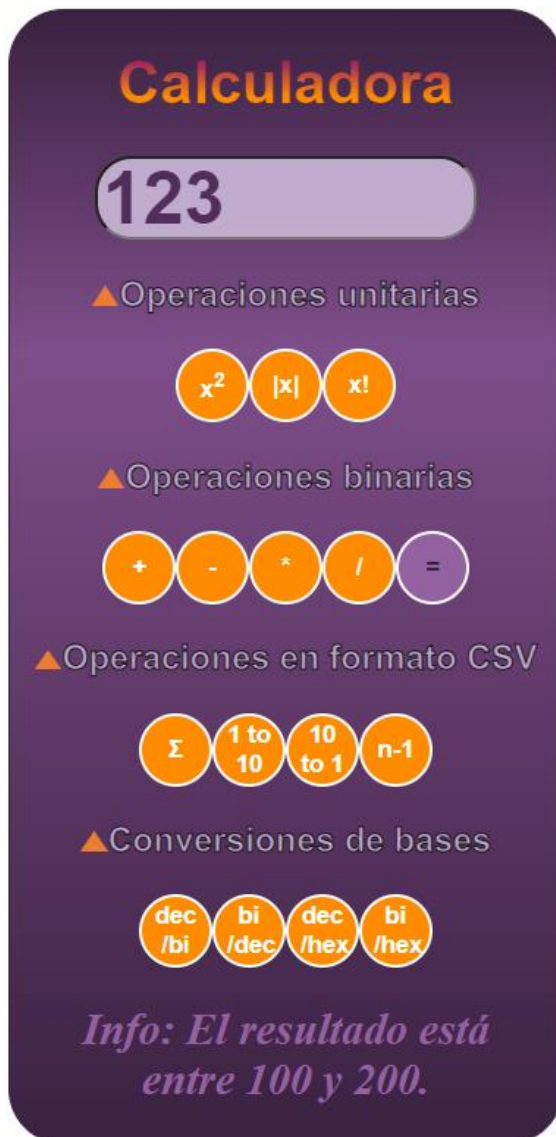 Calculadora
123
▲Operaciones unitarias
x² |x| x!
▲Operaciones binarias
+ - * / =
▲Operaciones en formato CSV
Σ 1 to 10 10 to 1 n-1
▲Conversiones de bases
dec /bi bi /dec dec /hex bi /hex
Info: El resultado está
entre 100 y 200.